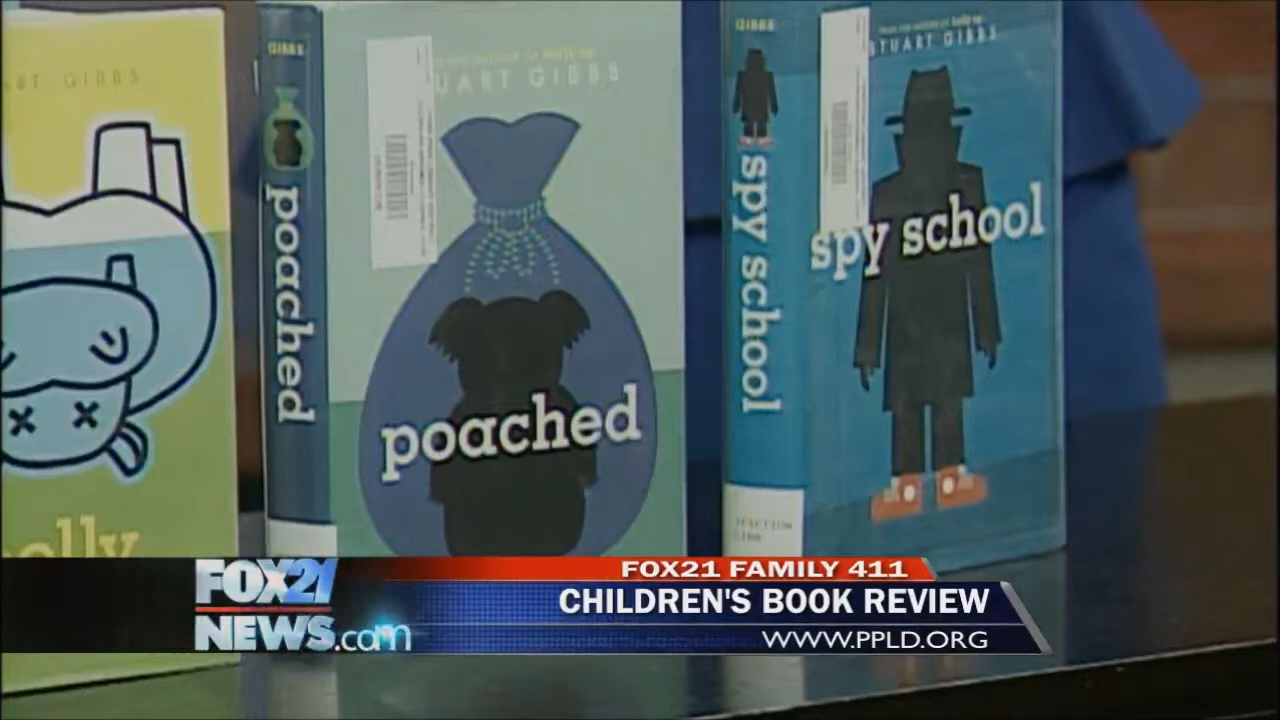 GIBBS
poached
STUART GIBBS
poached
GIBBS
spy school
STUART GIBBS
spy school
FOX21
NEWS.com
FOX21 FAMILY 411
CHILDREN'S BOOK REVIEW
WWW.PPLD.ORG